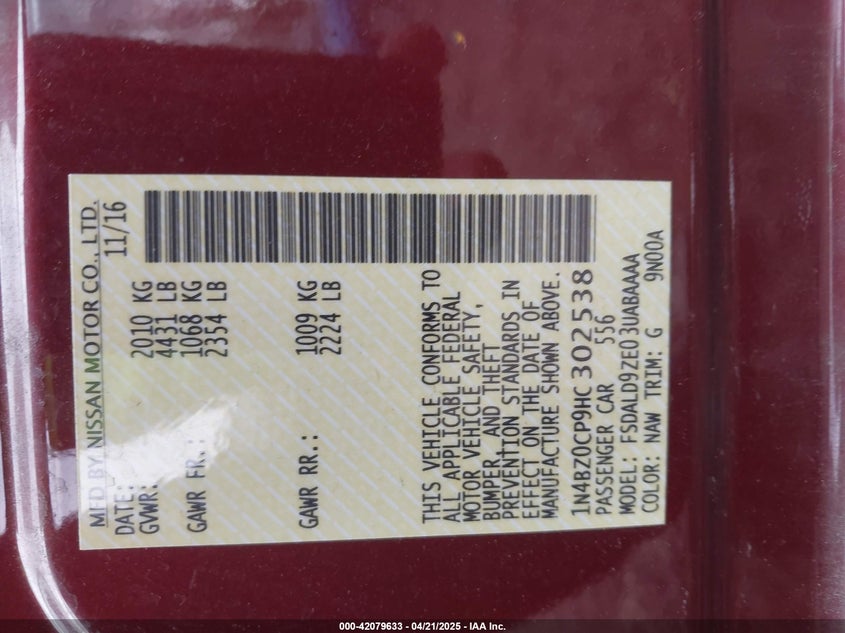 MFD BY NISSAN MOTOR CO., LTD.
DATE: 11/16
GVWR: 2010 KG
4431 LB
GAWR FR.: 1068 KG
2354 LB
GAWR RR.: 1009 KG
2224 LB
THIS VEHICLE CONFORMS TO
ALL APPLICABLE FEDERAL
MOTOR VEHICLE SAFETY,
BUMPER, AND THEFT
PREVENTION STANDARDS IN
EFFECT ON THE DATE OF
MANUFACTURE SHOWN ABOVE.
1N4BZ0CP9HC302538
PASSENGER CAR 556
MODEL: FSDALD9ZE03UABAAAA
COLOR: NAW TRIM: G 9N00A
000-42079633 - 04/21/2025 - IAA Inc.